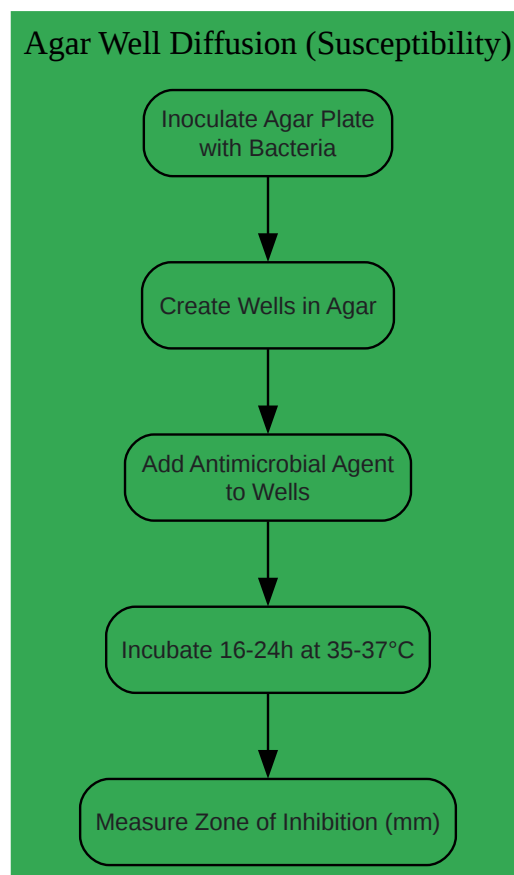 Agar Well Diffusion (Susceptibility)
Inoculate Agar Plate
with Bacteria
Create Wells in Agar
Add Antimicrobial Agent
to Wells
Incubate 16-24h at 35-37°C
Measure Zone of Inhibition (mm)